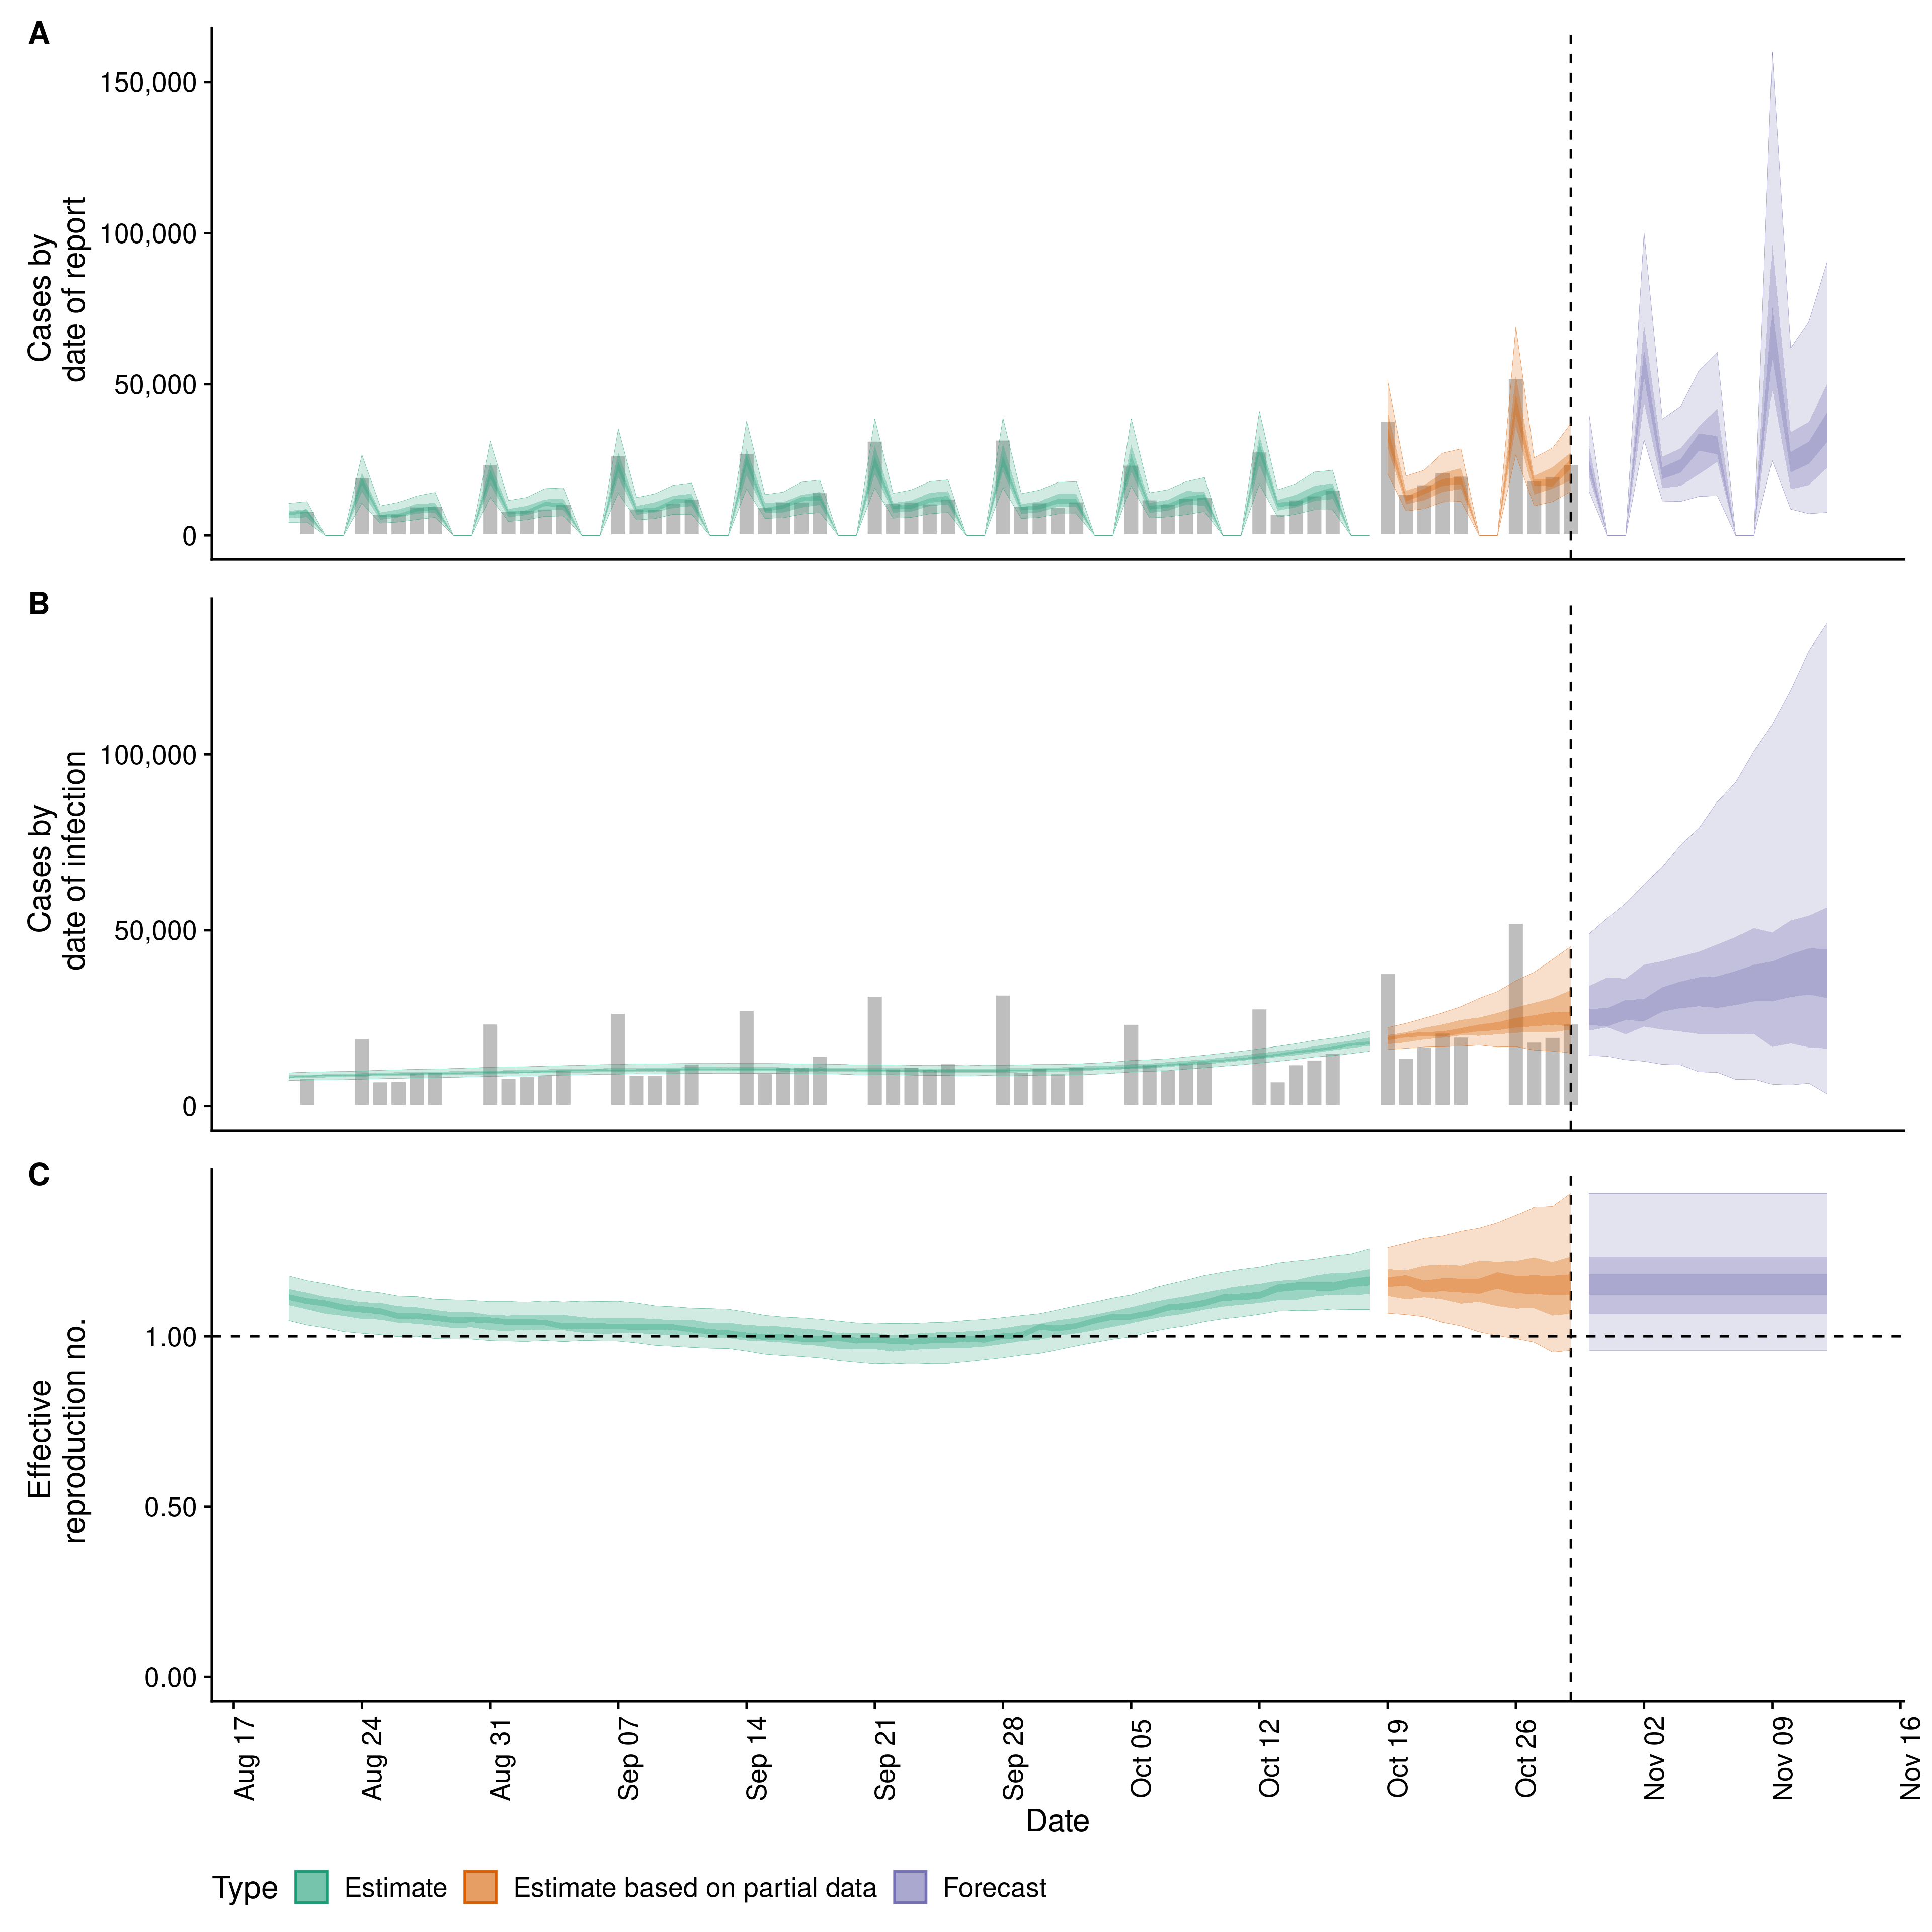 A
150,000
100,000
50,000
0
Cases by
date of report
B
100,000
50,000
0
Cases by
date of infection
C
1.00
0.50
0.00
Effective
reproduction no.
Aug 17
Aug 24
Aug 31
Sep 07
Sep 14
Sep 21
Sep 28
Oct 05
Oct 12
Oct 19
Oct 26
Nov 02
Nov 09
Nov 16
Date
Type Estimate Estimate based on partial data Forecast